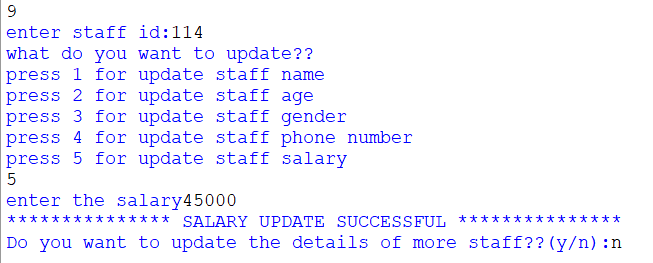 9
enter staff id:114
what do you want to update??
press 1 for update staff name
press 2 for update staff age
press 3 for update staff gender
press 4 for update staff phone number
press 5 for update staff salary
5
enter the salary45000
*************** SALARY UPDATE SUCCESSFUL ***************
Do you want to update the details of more staff??(y/n):n